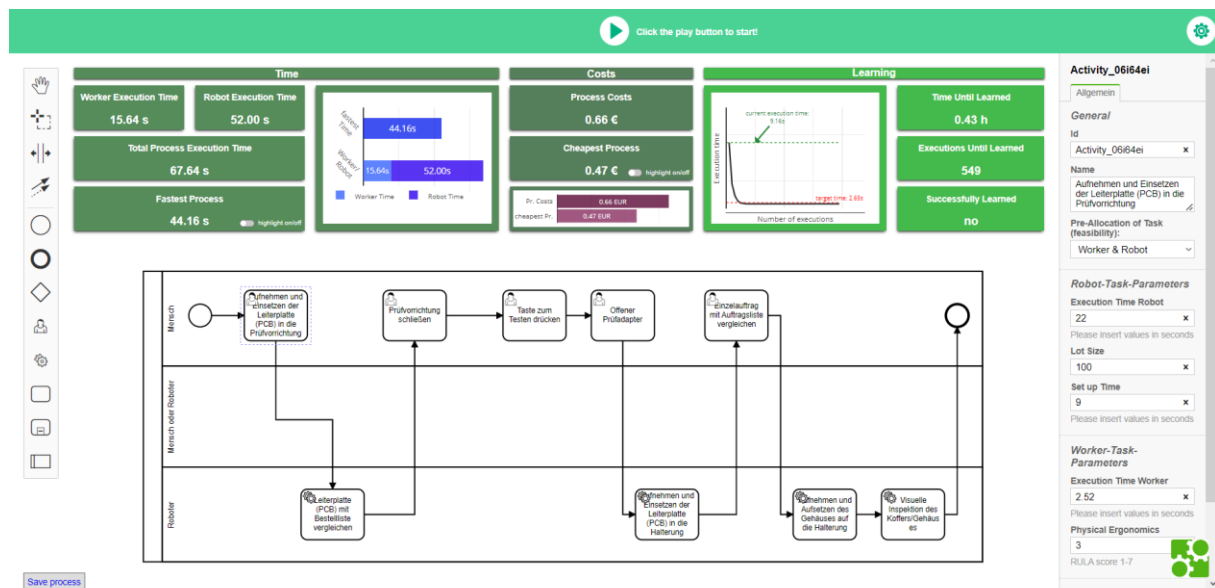 Click the play button to start!
Time
Worker Execution Time
15.64 s
Robot Execution Time
52.00 s
Total Process Execution Time
67.64 s
Fastest Process
44.16 s
highlight on/off
fastest
Time
44.16s
Worker/
Robot
15.64s
52.00s
Worker Time
Robot Time
Costs
Process Costs
0.66 €
Cheapest Process
0.47 €
highlight on/off
Pr. Costs
0.66 EUR
cheapest Pr.
0.47 EUR
Learning
current execution time:
9.16s
Execution time
target time: 2.63s
Number of executions
Time Until Learned
0.43 h
Executions Until Learned
549
Successfully Learned
no
Mensch
Aufnehmen und
Einsetzen der
Leiterplatte
(PCB) in die
Prüfvorrichtung
Prüfvorrichtung
schließen
Taste zum
Testen drücken
Offener
Prüfadapter
Einzelauftrag
mit Auftragsliste
vergleichen
Mensch oder Roboter
Roboter
Leiterplatte
(PCB) mit
Bestellliste
vergleichen
Aufnehmen und
Einsetzen der
Leiterplatte
(PCB) in die
Halterung
Aufnehmen und
Aufsetzen des
Gehäuses auf
die Halterung
Visuelle
Inspektion des
Koffers/Gehäus
es
Save process
Activity_06i64ei
Allgemein
General
Id
Activity_06i64ei
Name
Aufnehmen und Einsetzen
der Leiterplatte (PCB) in die
Prüfvorrichtung
Pre-Allocation of Task
(feasibility):
Worker & Robot
Robot-Task-Parameters
Execution Time Robot
22
Please insert values in seconds
Lot Size
100
Set up Time
9
Please insert values in seconds
Worker-Task-
Parameters
Execution Time Worker
2.52
Please insert values in seconds
Physical Ergonomics
3
RULA score 1-7